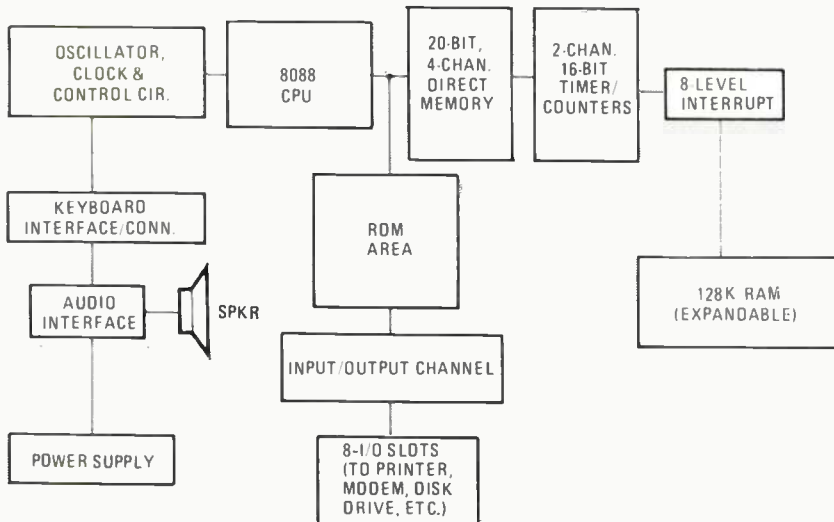 OSCILLATOR,
CLOCK &
CONTROL CIR.
8088
CPU
20-BIT,
4-CHAN.
DIRECT
MEMORY
2-CHAN.
16-BIT
TIMER/
COUNTERS
8-LEVEL
INTERRUPT
KEYBOARD
INTERFACE/CONN.
ROM
AREA
AUDIO
INTERFACE
SPKR
128K RAM
(EXPANDABLE)
INPUT/OUTPUT CHANNEL
POWER SUPPLY
8-I/O SLOTS
(TO PRINTER,
MODEM, DISK
DRIVE, ETC.)